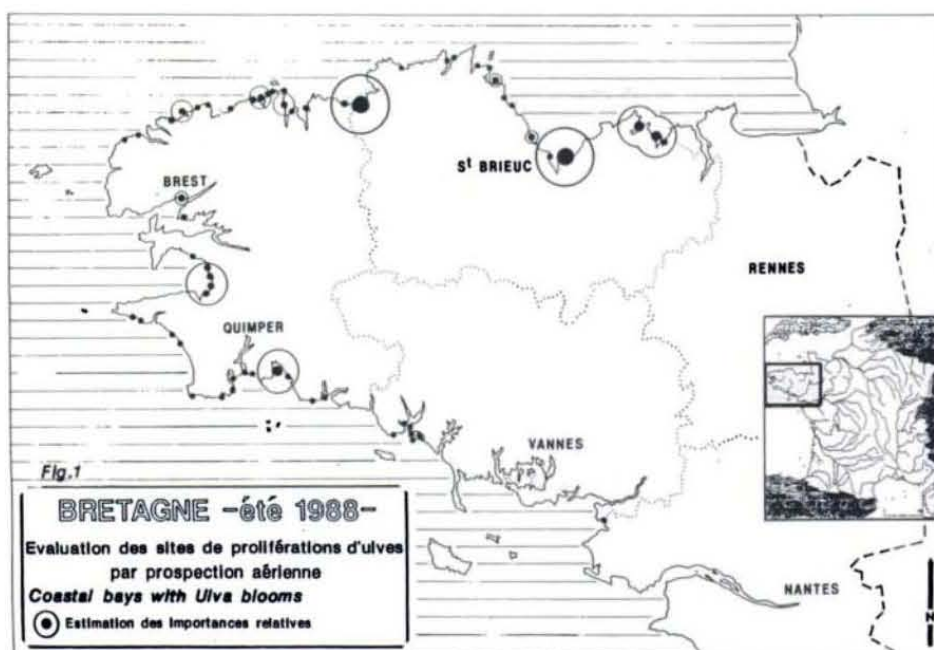 BREST
St BRIEUC
RENNES
QUIMPER
VANNES
NANTES
N
Fig.1
BRETAGNE -été 1988-
Evaluation des sites de proliférations d'ulves
par prospection aérienne
Coastal bays with Ulva blooms
Estimation des importances relatives